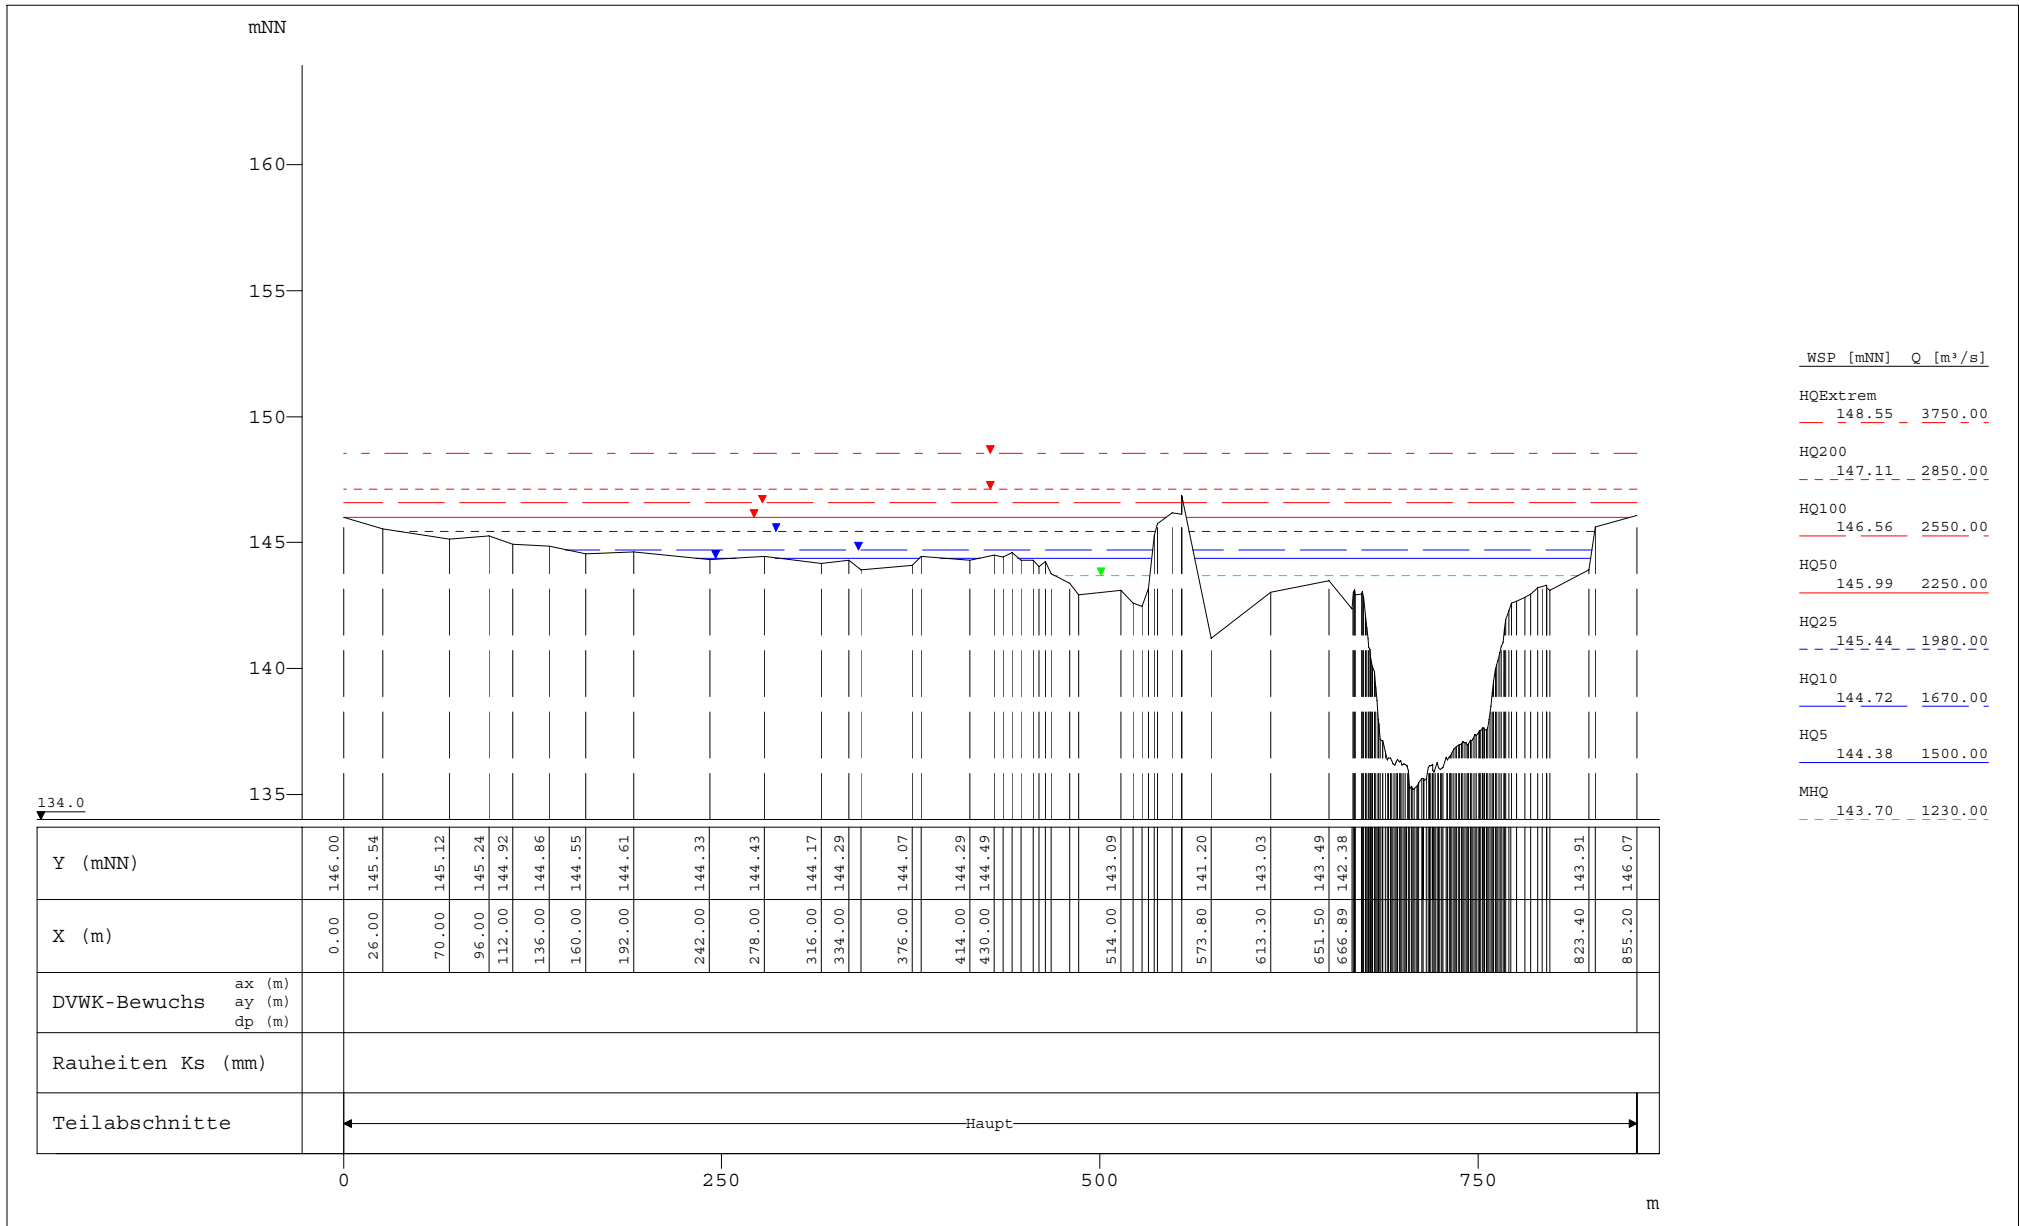 mNN
160
155
150
145
140
135
134.0
WSP [mNN] Q [m³/s]
HQExtrem
148.55 3750.00
HQ200
147.11 2850.00
HQ100
146.56 2550.00
HQ50
145.99 2250.00
HQ25
145.44 1980.00
HQ10
144.72 1670.00
HQ5
144.38 1500.00
MHQ
143.70 1230.00
Y (mNN) 146.00 145.54 145.12 145.24 144.92 144.86 144.55 144.61 144.33 144.43 144.17 144.29 144.07 144.29 144.49 143.09 141.20 143.03 143.49 142.38 143.91 146.07
X (m) 0.00 26.00 70.00 96.00 112.00 136.00 160.00 192.00 242.00 278.00 316.00 334.00 376.00 414.00 430.00 514.00 573.80 613.30 651.50 666.89 823.40 855.20
DVWK-Bewuchs
ax (m)
ay (m)
dp (m)
Rauheiten Ks (mm)
Teilabschnitte
Haupt
0 250 500 750
m